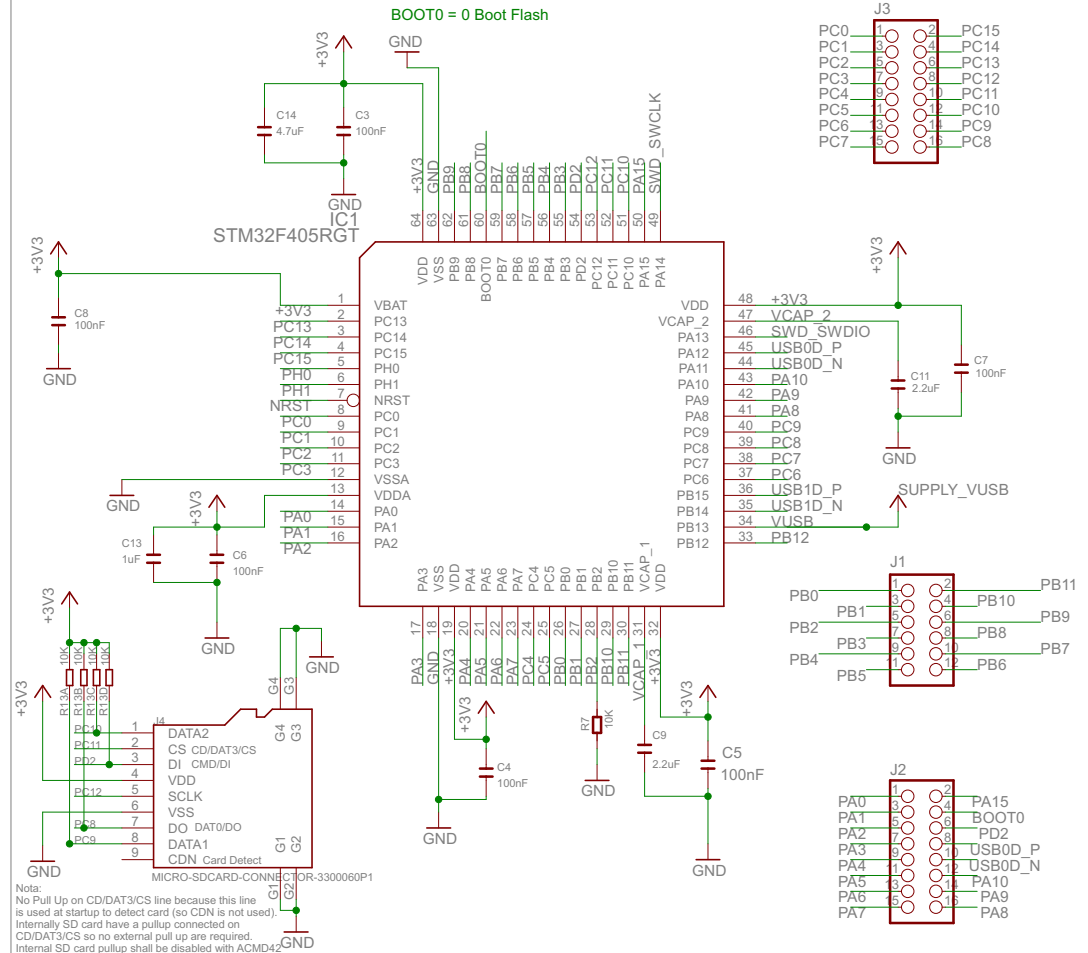 BOOT0 = 0 Boot Flash
J3
PC0 1 2 PC15
PC1 3 4 PC14
PC2 5 6 PC13
PC3 7 8 PC12
PC4 9 10 PC11
PC5 11 12 PC10
PC6 13 14 PC9
PC7 15 16 PC8
+3V3
GND
C14
4.7uF
C3
100nF
GND
IC1
STM32F405RGT
+3V3
GND
PB9
PB8
BOOT0
PB7
PB6
PB5
PB4
PB3
PD2
PC12
PC11
PC10
PA15
SWD_SWCLK
64 63 62 61 60 59 58 57 56 55 54 53 52 51 50 49
VDD
VSS
PB9
PB8
BOOT0
PB7
PB6
PB5
PB4
PB3
PD2
PC12
PC11
PC10
PA15
PA14
+3V3
C8
100nF
GND
1 VBAT
+3V3
2 PC13
PC13
3 PC14
PC14
4 PC15
PC15
5 PH0
PH0
6 PH1
PH1
7 NRST
NRST
8 PC0
PC0
9 PC1
PC1
10 PC2
PC2
11 PC3
PC3
12 VSSA
GND
13 VDDA
14 PA0
PA0
15 PA1
PA1
16 PA2
PA2
+3V3
C13
1uF
C6
100nF
GND
VDD 48 +3V3
VCAP_2 47 VCAP_2
PA13 46 SWD_SWDIO
PA12 45 USB0D_P
PA11 44 USB0D_N
PA10 43 PA10
PA9 42 PA9
PA8 41 PA8
PC9 40 PC9
PC8 39 PC8
PC7 38 PC7
PC6 37 PC6
PB15 36 USB1D_P
PB14 35 USB1D_N
PB13 34 VUSB
PB12 33 PB12
+3V3
C7
100nF
C11
2.2uF
GND
SUPPLY_VUSB
PA3
VSS
VDD
PA4
PA5
PA6
PA7
PC4
PC5
PB0
PB1
PB2
PB10
PB11
VCAP_1
VDD
17 18 19 20 21 22 23 24 25 26 27 28 29 30 31 32
PA3
GND
+3V3
PA4
PA5
PA6
PA7
PC4
PC5
PB0
PB1
PB2
PB10
PB11
VCAP_1
+3V3
+3V3
C4
100nF
GND
R7
10K
GND
C9
2.2uF
+3V3
C5
100nF
GND
J1
PB0 1 2 PB11
PB1 3 4 PB10
PB2 5 6 PB9
PB3 7 8 PB8
PB4 9 10 PB7
PB5 11 12 PB6
J2
PA0 1 2 PA15
PA1 3 4 BOOT0
PA2 5 6 PD2
PA3 7 8 USB0D_P
PA4 9 10 USB0D_N
PA5 11 12 PA10
PA6 13 14 PA9
PA7 15 16 PA8
+3V3
10K
10K
10K
10K
R13A
R13B
R13C
R13D
+3V3
GND
G4
G3
J4
G4
G3
PC10 1 DATA2
PC11 2 CS CD/DAT3/CS
PD2 3 DI CMD/DI
4 VDD
PC12 5 SCLK
6 VSS
PC8 7 DO DAT0/DO
PC9 8 DATA1
9 CDN Card Detect
G1
G2
GND
MICRO-SDCARD-CONNECTOR-3300060P1
G1
G2
GND
Nota:
No Pull Up on CD/DAT3/CS line because this line
is used at startup to detect card (so CDN is not used).
Internally SD card have a pullup connected on
CD/DAT3/CS so no external pull up are required.
Internal SD card pullup shall be disabled with ACMD42